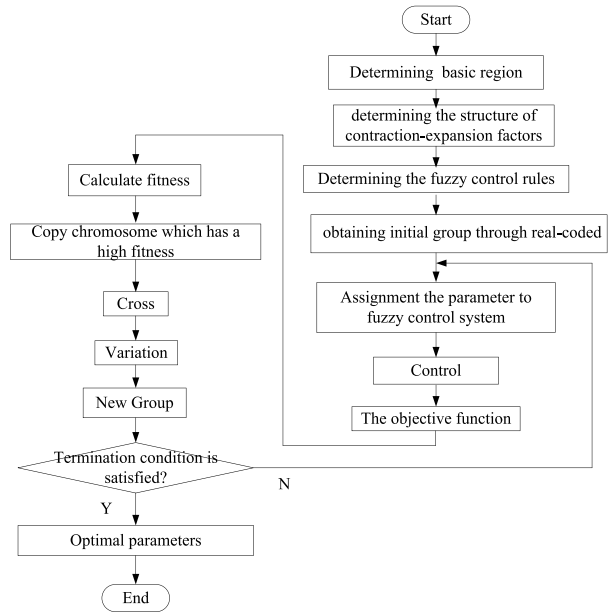 Start
Determining basic region
determining the structure of
contraction-expansion factors
Determining the fuzzy control rules
obtaining initial group through real-coded
Assignment the parameter to
fuzzy control system
Control
The objective function
Calculate fitness
Copy chromosome which has a
high fitness
Cross
Variation
New Group
Termination condition is
satisfied?
N
Y
Optimal parameters
End